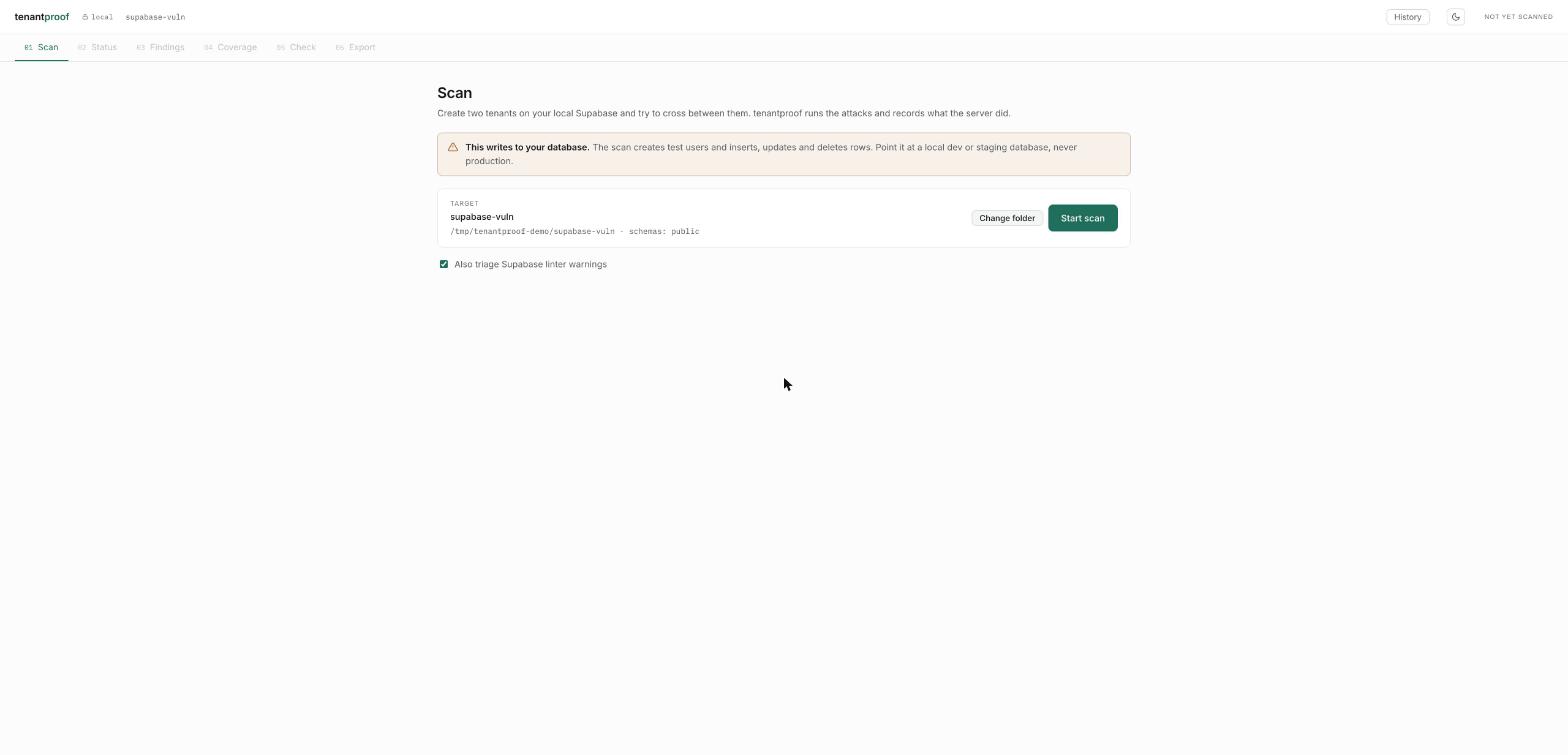 tenantproof local supabase-vuln History NOT YET SCANNED
01 Scan 02 Status 03 Findings 04 Coverage 05 Check 06 Export
Scan
Create two tenants on your local Supabase and try to cross between them. tenantproof runs the attacks and records what the server did.
This writes to your database. The scan creates test users and inserts, updates and deletes rows. Point it at a local dev or staging database, never
production.
TARGET
supabase-vuln
/tmp/tenantproof-demo/supabase-vuln · schemas: public
Change folder Start scan
Also triage Supabase linter warnings